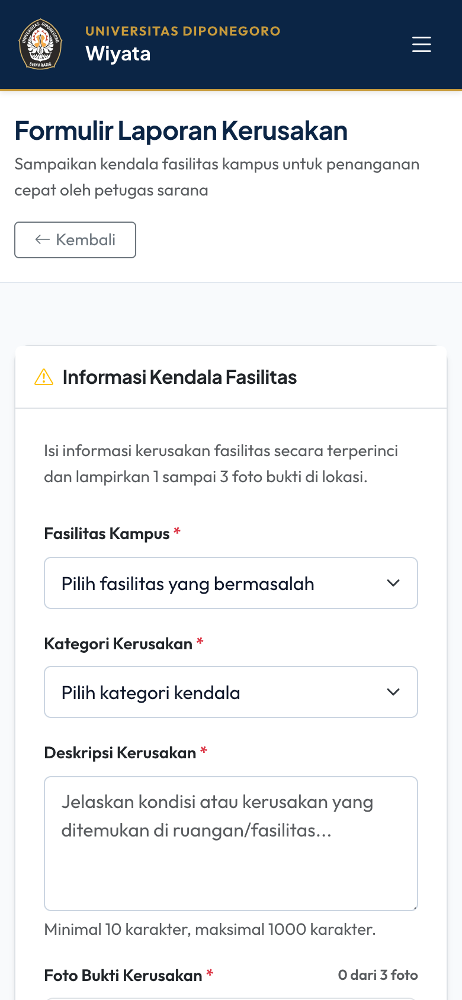 UNIVERSITAS DIPONEGORO
SEMARANG
UNIVERSITAS DIPONEGORO
Wiyata
Formulir Laporan Kerusakan
Sampaikan kendala fasilitas kampus untuk penanganan
cepat oleh petugas sarana
← Kembali
Informasi Kendala Fasilitas
Isi informasi kerusakan fasilitas secara terperinci
dan lampirkan 1 sampai 3 foto bukti di lokasi.
Fasilitas Kampus *
Pilih fasilitas yang bermasalah
Kategori Kerusakan *
Pilih kategori kendala
Deskripsi Kerusakan *
Jelaskan kondisi atau kerusakan yang
ditemukan di ruangan/fasilitas...
Minimal 10 karakter, maksimal 1000 karakter.
Foto Bukti Kerusakan *
0 dari 3 foto